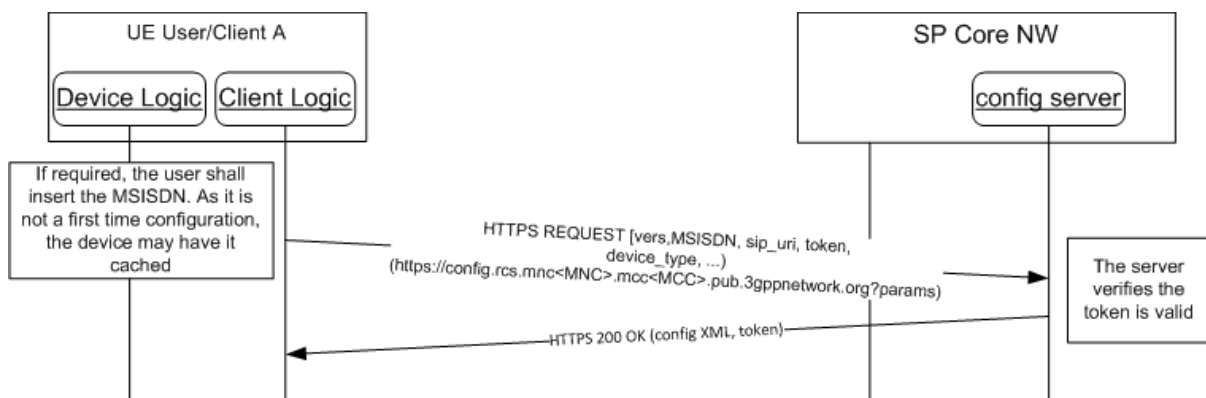 UE User/Client A
SP Core NW
Device Logic
Client Logic
config server
If required, the user shall
insert the MSISDN. As it is
not a first time configuration,
the device may have it
cached
HTTPS REQUEST [vers,MSISDN, sip_uri, token,
device_type, ...)
(https://config.rcs.mnc<MNC>.mcc<MCC>.pub.3gppnetwork.org?params)
The server
verifies the
token is valid
HTTPS 200 OK (config XML, token)